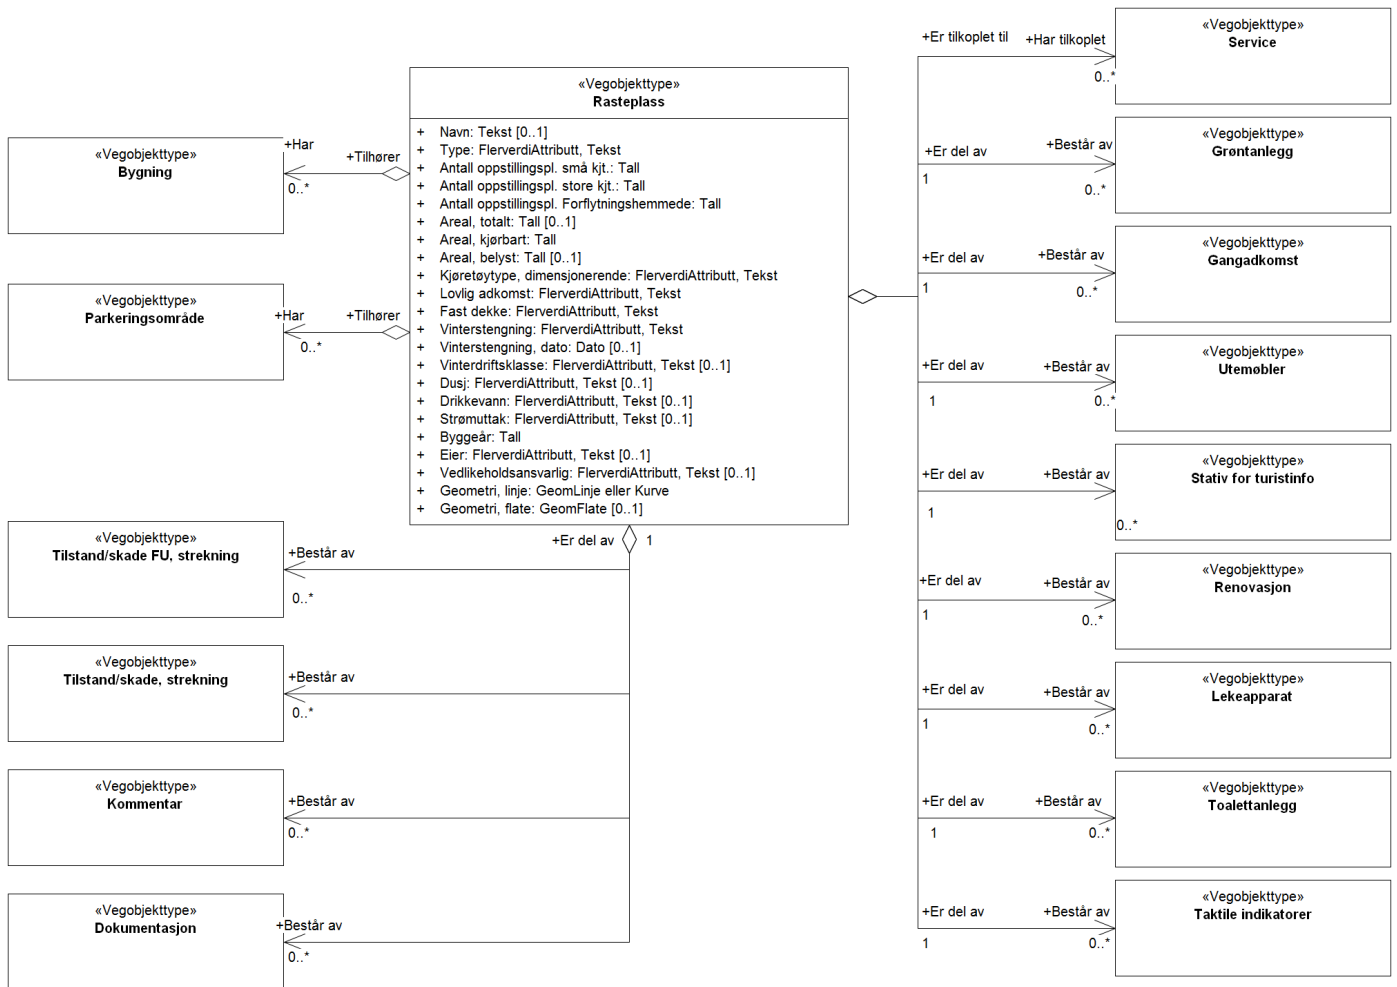 «Vegobjekttype»
Rasteplass
+ Navn: Tekst [0..1]
+ Type: FlerverdiAttributt, Tekst
+ Antall oppstillingspl. små kjt.: Tall
+ Antall oppstillingspl. store kjt.: Tall
+ Antall oppstillingspl. Forflytningshemmede: Tall
+ Areal, totalt: Tall [0..1]
+ Areal, kjørbart: Tall
+ Areal, belyst: Tall [0..1]
+ Kjøretøytype, dimensjonerende: FlerverdiAttributt, Tekst
+ Lovlig adkomst: FlerverdiAttributt, Tekst
+ Fast dekke: FlerverdiAttributt, Tekst
+ Vinterstengning: FlerverdiAttributt, Tekst
+ Vinterstengning, dato: Dato [0..1]
+ Vinterdriftsklasse: FlerverdiAttributt, Tekst [0..1]
+ Dusj: FlerverdiAttributt, Tekst [0..1]
+ Drikkevann: FlerverdiAttributt, Tekst [0..1]
+ Strømuttak: FlerverdiAttributt, Tekst [0..1]
+ Byggeår: Tall
+ Eier: FlerverdiAttributt, Tekst [0..1]
+ Vedlikeholdsansvarlig: FlerverdiAttributt, Tekst [0..1]
+ Geometri, linje: GeomLinje eller Kurve
+ Geometri, flate: GeomFlate [0..1]
«Vegobjekttype»
Bygning
+Har
0..*
+Tilhører
«Vegobjekttype»
Parkeringsområde
+Har
0..*
+Tilhører
+Er del av
1
«Vegobjekttype»
Tilstand/skade FU, strekning
+Består av
0..*
«Vegobjekttype»
Tilstand/skade, strekning
+Består av
0..*
«Vegobjekttype»
Kommentar
+Består av
0..*
«Vegobjekttype»
Dokumentasjon
+Består av
0..*
+Er tilkoplet til
+Har tilkoplet
0..*
«Vegobjekttype»
Service
+Er del av
1
+Består av
0..*
«Vegobjekttype»
Grøntanlegg
+Er del av
1
+Består av
0..*
«Vegobjekttype»
Gangadkomst
+Er del av
1
+Består av
0..*
«Vegobjekttype»
Utemøbler
+Er del av
1
+Består av
0..*
«Vegobjekttype»
Stativ for turistinfo
+Er del av
1
+Består av
0..*
«Vegobjekttype»
Renovasjon
+Er del av
1
+Består av
0..*
«Vegobjekttype»
Lekeapparat
+Er del av
1
+Består av
0..*
«Vegobjekttype»
Toalettanlegg
+Er del av
1
+Består av
0..*
«Vegobjekttype»
Taktile indikatorer